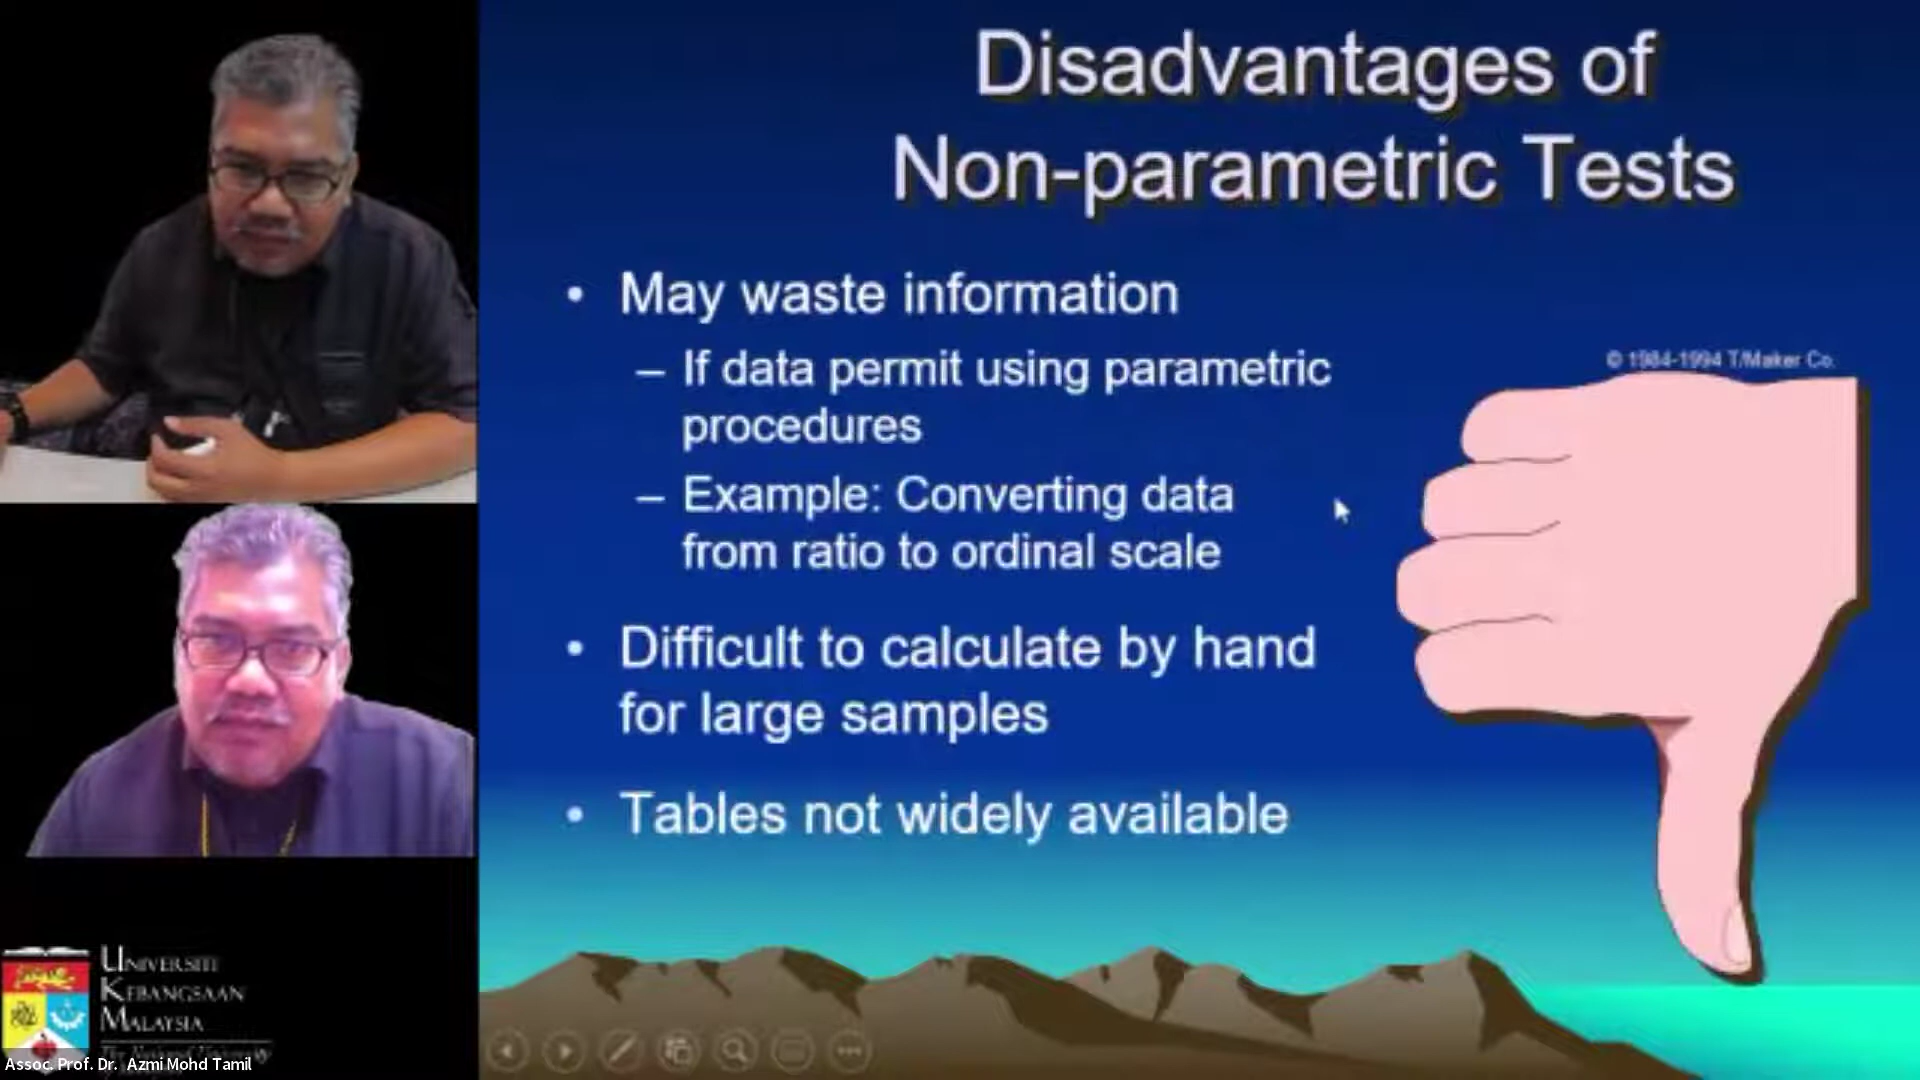 Disadvantages of
Non-parametric Tests
• May waste information
– If data permit using parametric
procedures
– Example: Converting data
from ratio to ordinal scale
• Difficult to calculate by hand
for large samples
• Tables not widely available
© 1984-1994 T/Maker Co.
UNIVERSITI
KEBANGSAAN
MALAYSIA
Assoc. Prof. Dr. Azmi Mohd Tamil